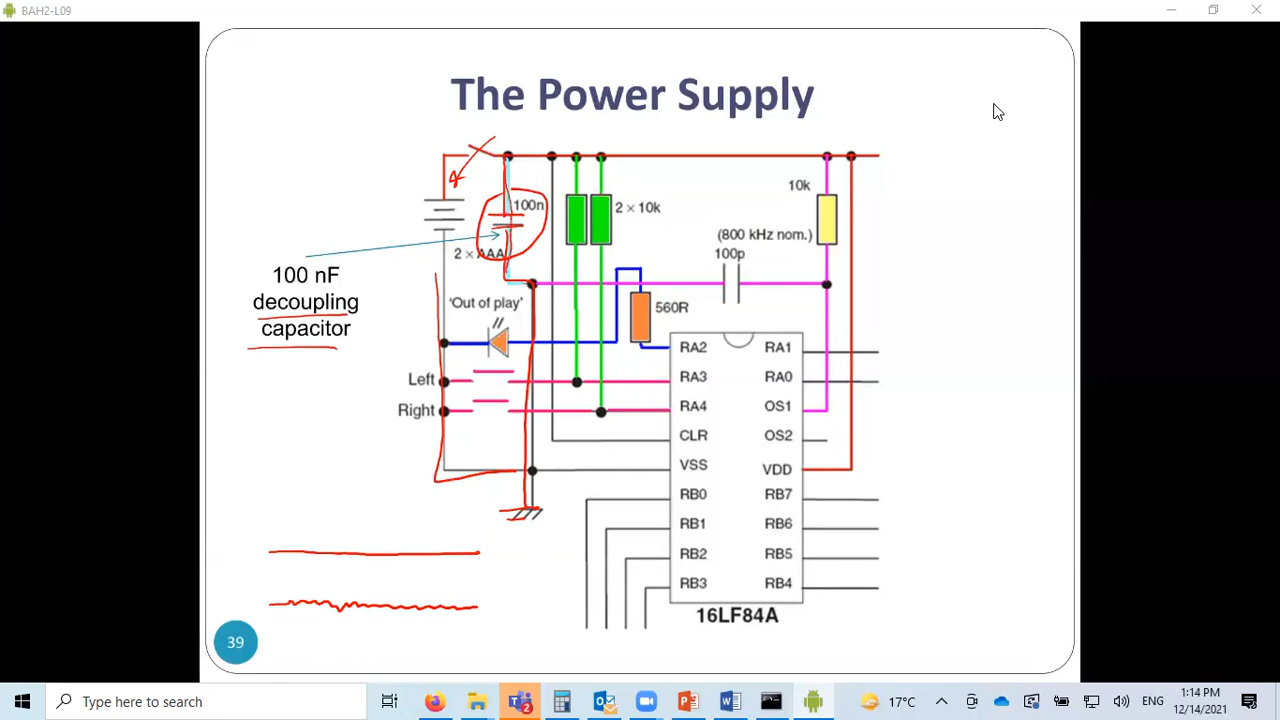 BAH2-L09
The Power Supply
100n
2 × 10k
10k
(800 kHz nom.)
100p
2 × AAA
100 nF
decoupling
capacitor
'Out of play'
560R
RA2
RA1
Left
RA3
RA0
Right
RA4
OS1
CLR
OS2
VSS
VDD
RB0
RB7
RB1
RB6
RB2
RB5
RB3
RB4
16LF84A
39
Type here to search
2
17°C
ENG
1:14 PM
12/14/2021